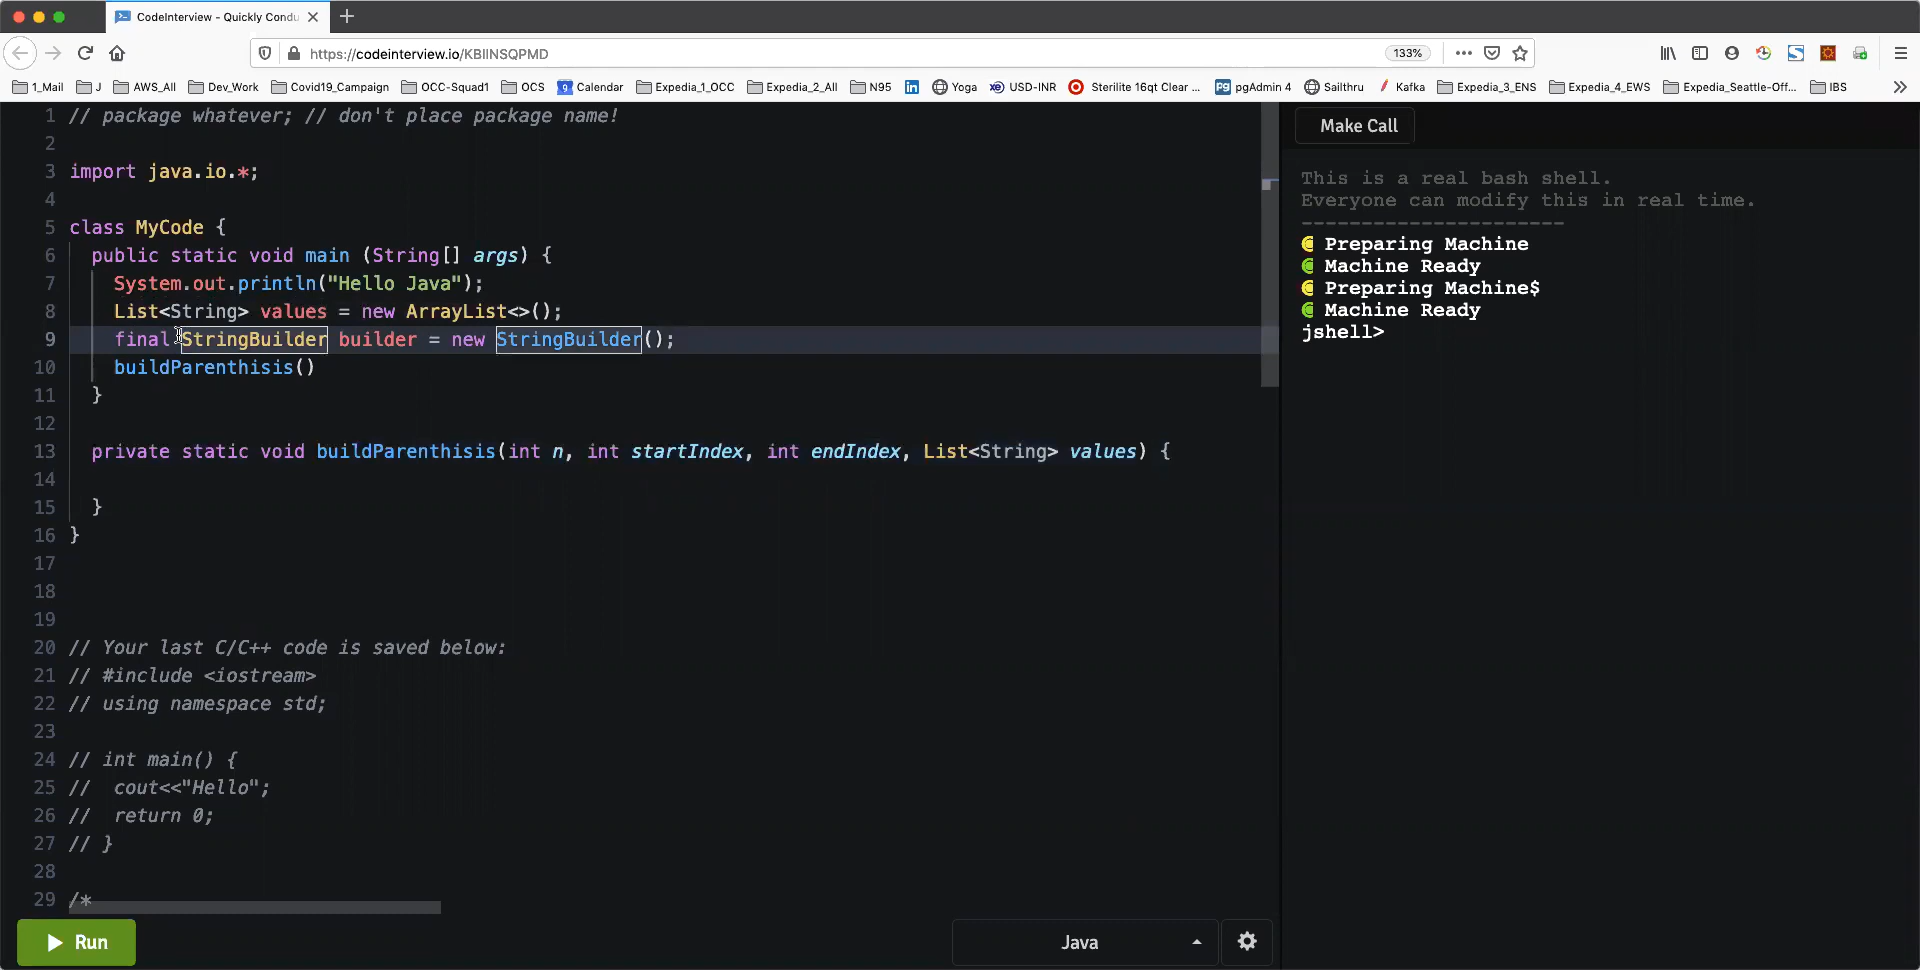 CodeInterview - Quickly Condu
https://codeinterview.io/KBIINSQPMD
133%
1_Mail
J
AWS_All
Dev_Work
Covid19_Campaign
OCC-Squad1
OCS
9 Calendar
Expedia_1_OCC
Expedia_2_All
N95
in
Yoga
xe USD-INR
Sterilite 16qt Clear ...
Pg pgAdmin 4
Sailthru
Kafka
Expedia_3_ENS
Expedia_4_EWS
Expedia_Seattle-Off...
IBS
1 // package whatever; // don't place package name!
2
3 import java.io.*;
4
5 class MyCode {
6 public static void main (String[] args) {
7 System.out.println("Hello Java");
8 List<String> values = new ArrayList<>();
9 final StringBuilder builder = new StringBuilder();
10 buildParenthisis()
11 }
12
13 private static void buildParenthisis(int n, int startIndex, int endIndex, List<String> values) {
14
15 }
16 }
17
18
19
20 // Your last C/C++ code is saved below:
21 // #include <iostream>
22 // using namespace std;
23
24 // int main() {
25 // cout<<"Hello";
26 // return 0;
27 // }
28
29 /*
Run
Java
Make Call
This is a real bash shell.
Everyone can modify this in real time.
----------------------
Preparing Machine
Machine Ready
Preparing Machine$
Machine Ready
jshell>